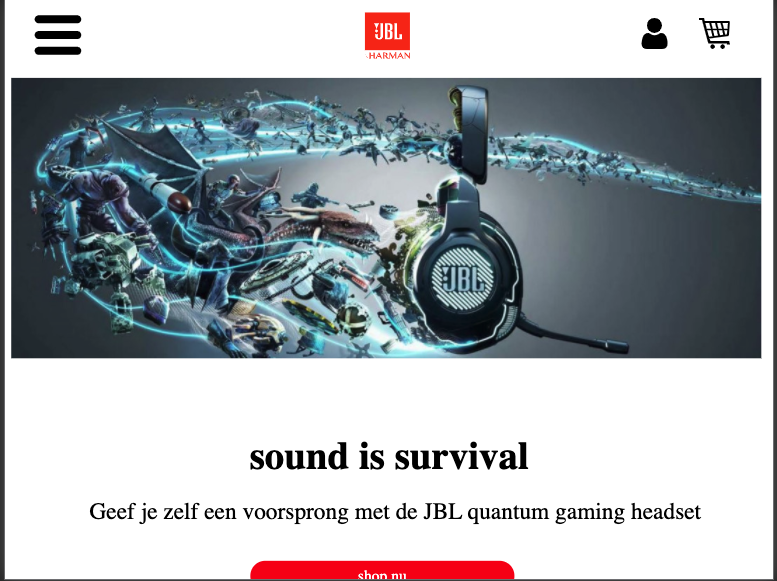 JBL
HARMAN
JBL
sound is survival
Geef je zelf een voorsprong met de JBL quantum gaming headset
shop nu